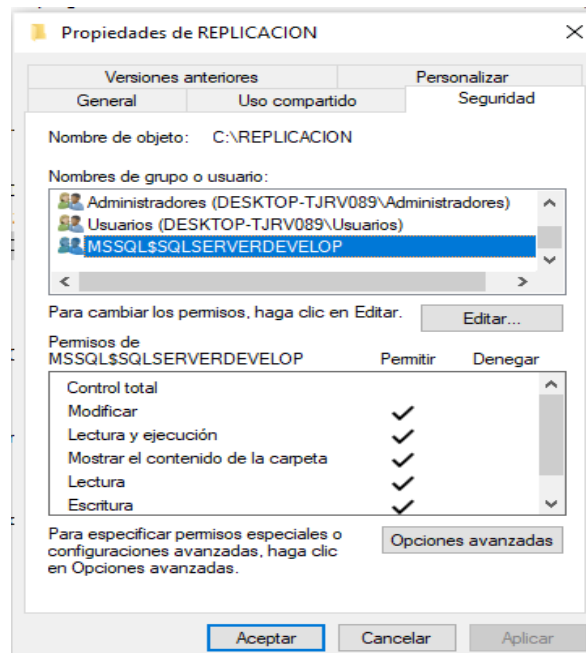 Propiedades de REPLICACION
Versiones anteriores Personalizar
General Uso compartido Seguridad
Nombre de objeto: C:\REPLICACION
Nombres de grupo o usuario:
Administradores (DESKTOP-TJRV089\Administradores)
Usuarios (DESKTOP-TJRV089\Usuarios)
MSSQL$SQLSERVERDEVELOP
Para cambiar los permisos, haga clic en Editar. Editar...
Permisos de
MSSQL$SQLSERVERDEVELOP Permitir Denegar
Control total
Modificar
Lectura y ejecución
Mostrar el contenido de la carpeta
Lectura
Escritura
Para especificar permisos especiales o
configuraciones avanzadas, haga clic
en Opciones avanzadas.
Opciones avanzadas
Aceptar Cancelar Aplicar